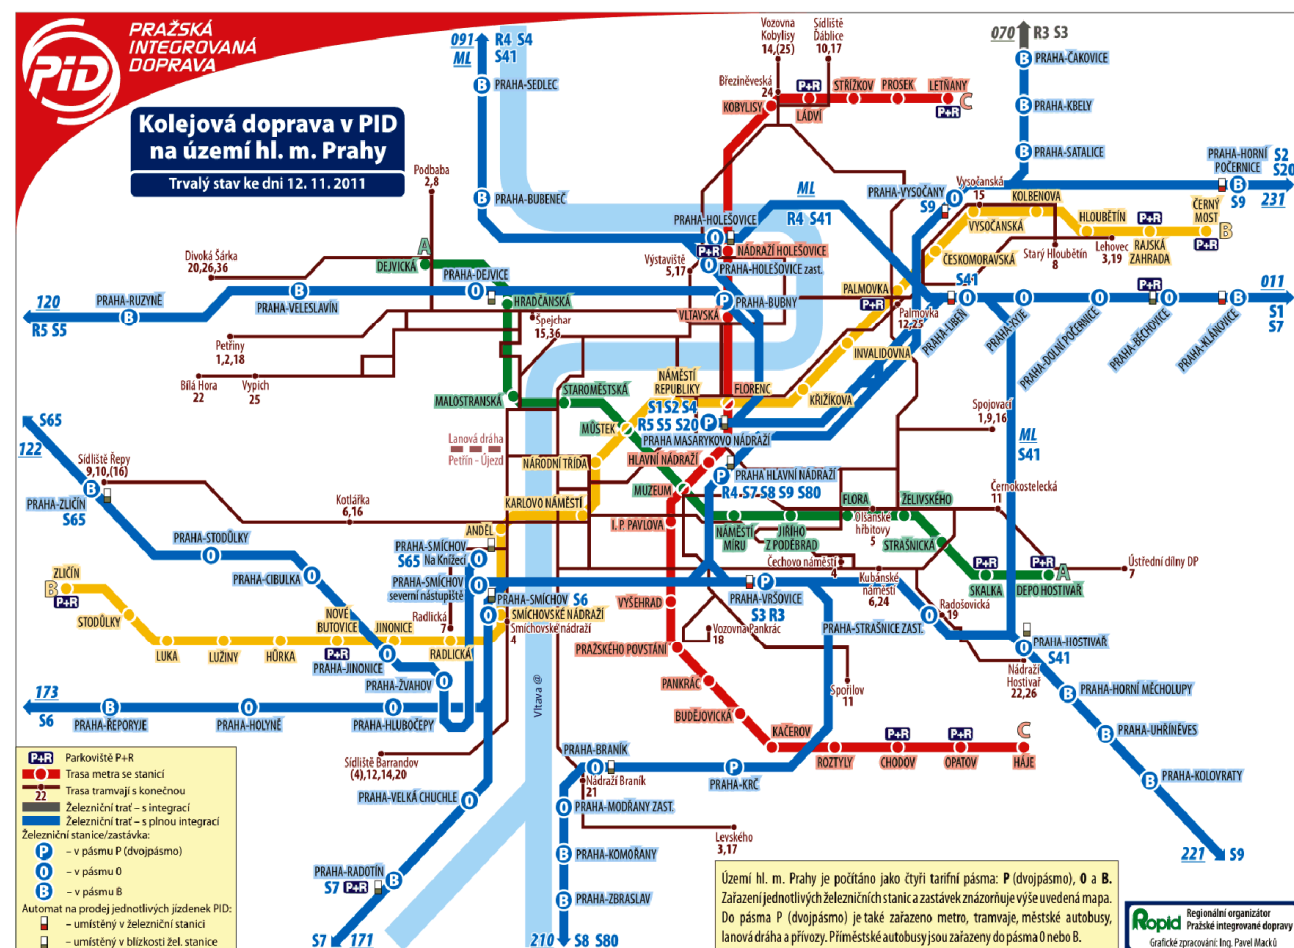 PRAŽSKÁ
INTEGROVANÁ
DOPRAVA
PID
Kolejová doprava v PID
na území hl. m. Prahy
Trvalý stav ke dni 12. 11. 2011
091
ML
R4 S4
S41
PRAHA-SEDLEC
PRAHA-BUBENEČ
Vozovna
Kobylisy
14,(25)
Sídliště
Ďáblice
10,17
Březiněveská
24
KOBYLISY
P+R
LÁDVÍ
STŘÍŽKOV
PROSEK
LETŇANY
C
P+R
070
R3 S3
PRAHA-ČAKOVICE
PRAHA-KBELY
PRAHA-SATALICE
PRAHA-HORNÍ
POČERNICE
S2
S20
S9
231
Podbaba
2,8
PRAHA-VYSOČANY
S9
Vysočanská
15
KOLBENOVA
VYSOČANSKÁ
HLOUBĚTÍN
P+R
RAJSKÁ
ZAHRADA
ČERNÝ
MOST
B
P+R
Starý Hloubětín
8
Lehovec
3,19
ČESKOMORAVSKÁ
ML
R4 S41
PRAHA-HOLEŠOVICE
P+R
NÁDRAŽÍ HOLEŠOVICE
PRAHA-HOLEŠOVICE zast.
Výstaviště
5,17
Divoká Šárka
20,26,36
A
DEJVICKÁ
PRAHA-DEJVICE
HRADČANSKÁ
120
R5 S5
PRAHA-RUZYNĚ
PRAHA-VELESLAVÍN
PRAHA-BUBNY
VLTAVSKÁ
Špejchar
15,36
Petřiny
1,2,18
Bílá Hora
22
Vypich
25
PALMOVKA
P+R
Palmovka
12,25
S41
PRAHA-LIBEŇ
PRAHA-KYJE
PRAHA-DOLNÍ POČERNICE
P+R
PRAHA-BĚCHOVICE
PRAHA-KLÁNOVICE
011
S1
S7
INVALIDOVNA
KŘIŽÍKOVA
NÁMĚSTÍ
REPUBLIKY
FLORENC
MALOSTRANSKÁ
STAROMĚSTSKÁ
MŮSTEK
S1 S2 S4
R5 S5 S20
PRAHA MASARYKOVO NÁDRAŽÍ
Spojovací
1,9,16
ML
S41
Lanová dráha
Petřín - Újezd
S65
122
Sídliště Řepy
9,10,(16)
PRAHA-ZLIČÍN
S65
Kotlářka
6,16
NÁRODNÍ TŘÍDA
HLAVNÍ NÁDRAŽÍ
PRAHA HLAVNÍ NÁDRAŽÍ
R4 S7 S8 S9 S80
MUZEUM
KARLOVO NÁMĚSTÍ
I. P. PAVLOVA
NÁMĚSTÍ
MÍRU
JIŘÍHO
Z PODĚBRAD
FLORA
ŽELIVSKÉHO
Olšanské
hřbitovy
5
STRAŠNICKÁ
Černokostelecká
11
ANDĚL
PRAHA-STODŮLKY
PRAHA-CIBULKA
PRAHA-SMÍCHOV
Na Knížecí
S65
PRAHA-SMÍCHOV
severní nástupiště
PRAHA-SMÍCHOV S6
SMÍCHOVSKÉ NÁDRAŽÍ
Smíchovské nádraží
4
Čechovo náměstí
4
Kubánské
náměstí
6,24
P+R
SKALKA
P+R
A
DEPO HOSTIVAŘ
Ústřední dílny DP
7
ZLIČÍN
B
P+R
STODŮLKY
LUKA
LUŽINY
HŮRKA
NOVÉ
BUTOVICE
P+R
JINONICE
PRAHA-JINONICE
Radlická
7
RADLICKÁ
PRAHA-ŽVAHOV
VYŠEHRAD
PRAHA-VRŠOVICE
S3 R3
Radošovická
19
PRAHA-STRAŠNICE ZAST.
PRAHA-HOSTIVAŘ
S41
Nádraží
Hostivař
22,26
Vozovna Pankrác
18
PRAŽSKÉHO POVSTÁNÍ
PANKRÁC
BUDĚJOVICKÁ
KAČEROV
Spořilov
11
PRAHA-HORNÍ MĚCHOLUPY
PRAHA-UHŘÍNĚVES
PRAHA-KOLOVRATY
221
S9
173
S6
PRAHA-ŘEPORYJE
PRAHA-HOLYNĚ
PRAHA-HLUBOČEPY
Vltava @
ROZTYLY
P+R
CHODOV
P+R
OPATOV
C
HÁJE
Sídliště Barrandov
(4),12,14,20
PRAHA-BRANÍK
Nádraží Braník
21
PRAHA-KRČ
PRAHA-VELKÁ CHUCHLE
PRAHA-MODŘANY ZAST.
PRAHA-KOMOŘANY
PRAHA-ZBRASLAV
Levského
3,17
PRAHA-RADOTÍN
S7 P+R
S7
171
210
S8 S80
P+R Parkoviště P+R
Trasa metra se stanicí
22 Trasa tramvají s konečnou
Železniční trať – s integrací
Železniční trať – s plnou integrací
Železniční stanice/zastávka:
P – v pásmu P (dvojpásmo)
0 – v pásmu 0
B – v pásmu B
Automat na prodej jednotlivých jízdenek PID:
– umístěný v železniční stanici
– umístěný v blízkosti žel. stanice
Území hl. m. Prahy je počítáno jako čtyři tarifní pásma: P (dvojpásmo), 0 a B.
Zařazení jednotlivých železničních stanic a zastávek znázorňuje výše uvedená mapa.
Do pásma P (dvojpásmo) je také zařazeno metro, tramvaje, městské autobusy,
lanová dráha a přívozy. Příměstské autobusy jsou zařazeny do pásma 0 nebo B.
Ropid
Regionální organizátor
Pražské integrované dopravy
Grafické zpracování: Ing. Pavel Macků